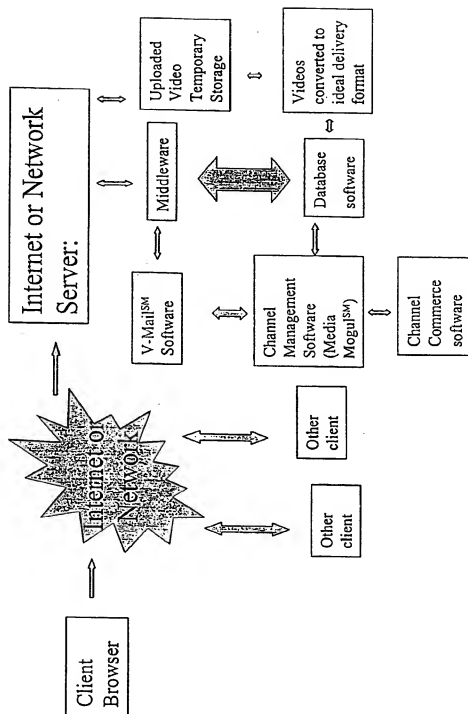 Client
Browser
Internet or
Network
Internet or Network
Server:
Other
client
Other
client
V-Mail℠
Software
Middleware
Uploaded
Video
Temporary
Storage
Channel
Management
Software
(Media
Mogul℠)
Database
software
Videos
converted to
ideal delivery
format
Channel
Commerce
software